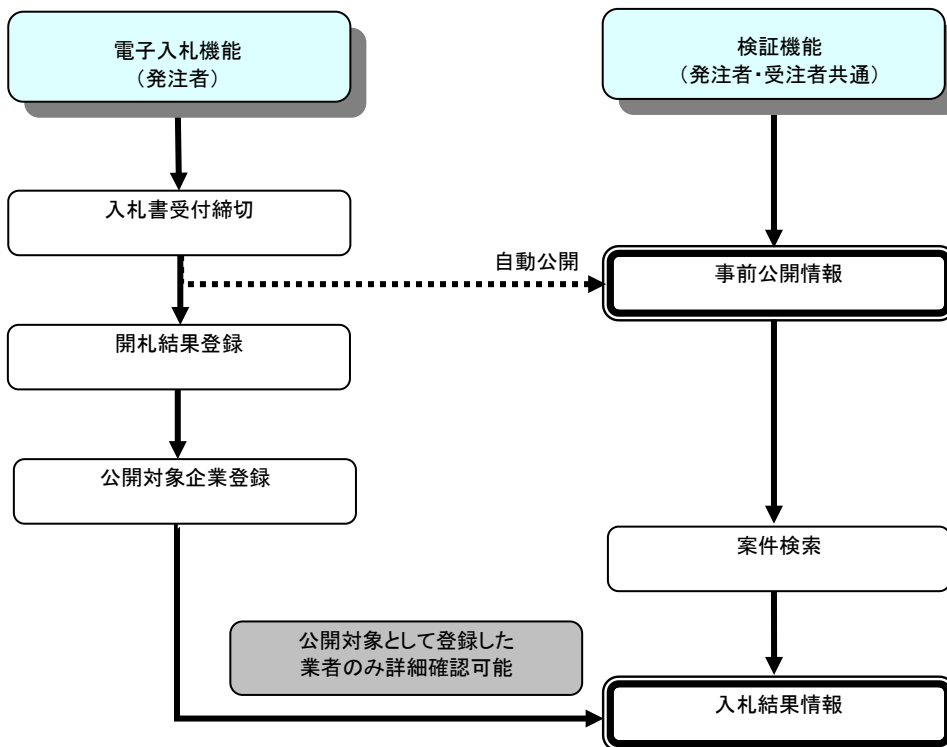 電子入札機能
（発注者）
検証機能
（発注者・受注者共通）
入札書受付締切
自動公開
事前公開情報
開札結果登録
公開対象企業登録
案件検索
公開対象として登録した
業者のみ詳細確認可能
入札結果情報